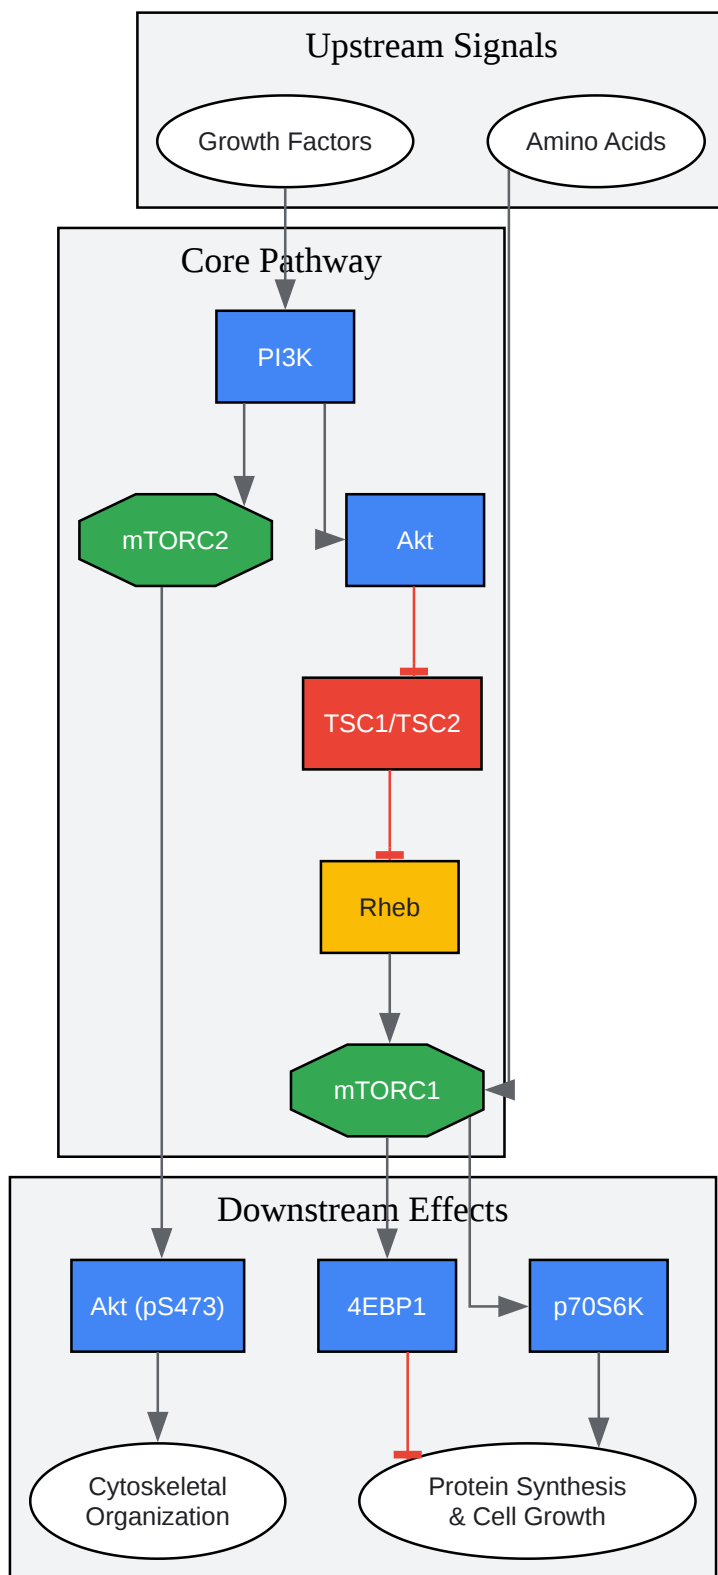 Upstream Signals
Growth Factors
Amino Acids
Core Pathway
PI3K
mTORC2
Akt
TSC1/TSC2
Rheb
mTORC1
Downstream Effects
Akt (pS473)
4EBP1
p70S6K
Cytoskeletal
Organization
Protein Synthesis
& Cell Growth